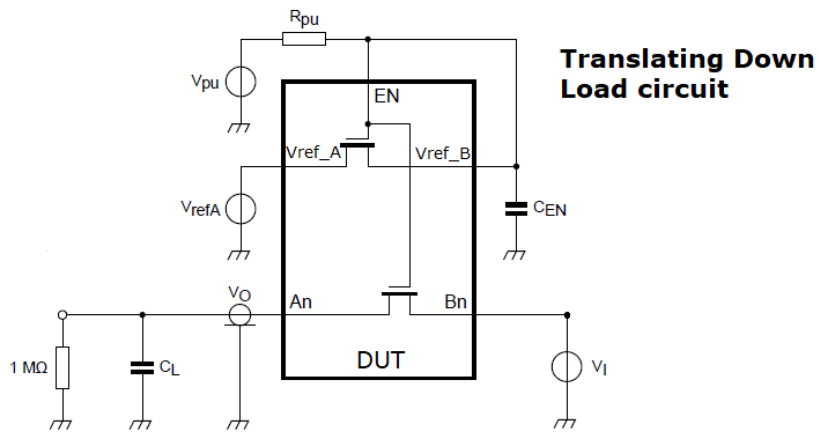 Rpu
Translating Down
Load circuit
Vpu
EN
Vref_A
Vref_B
VrefA
CEN
VO
An
Bn
1 MΩ
CL
DUT
VI